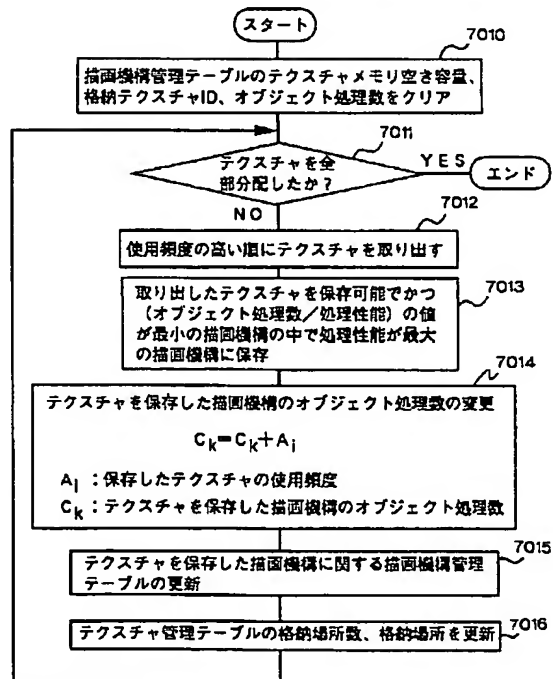 スタート
7010
描画機構管理テーブルのテクスチャメモリ空き容量、
格納テクスチャID、オブジェクト処理数をクリア
7011
テクスチャを全
部分配したか?
YES
エンド
NO
7012
使用頻度の高い順にテクスチャを取り出す
7013
取り出したテクスチャを保存可能でかつ
(オブジェクト処理数/処理性能)の値
が最小の描画機構の中で処理性能が最大
の描画機構に保存
7014
テクスチャを保存した描画機構のオブジェクト処理数の変更
Ck=Ck+Ai
Ai:保存したテクスチャの使用頻度
Ck:テクスチャを保存した描画機構のオブジェクト処理数
7015
テクスチャを保存した描画機構に関する描画機構管理
テーブルの更新
7016
テクスチャ管理テーブルの格納場所数、格納場所を更新